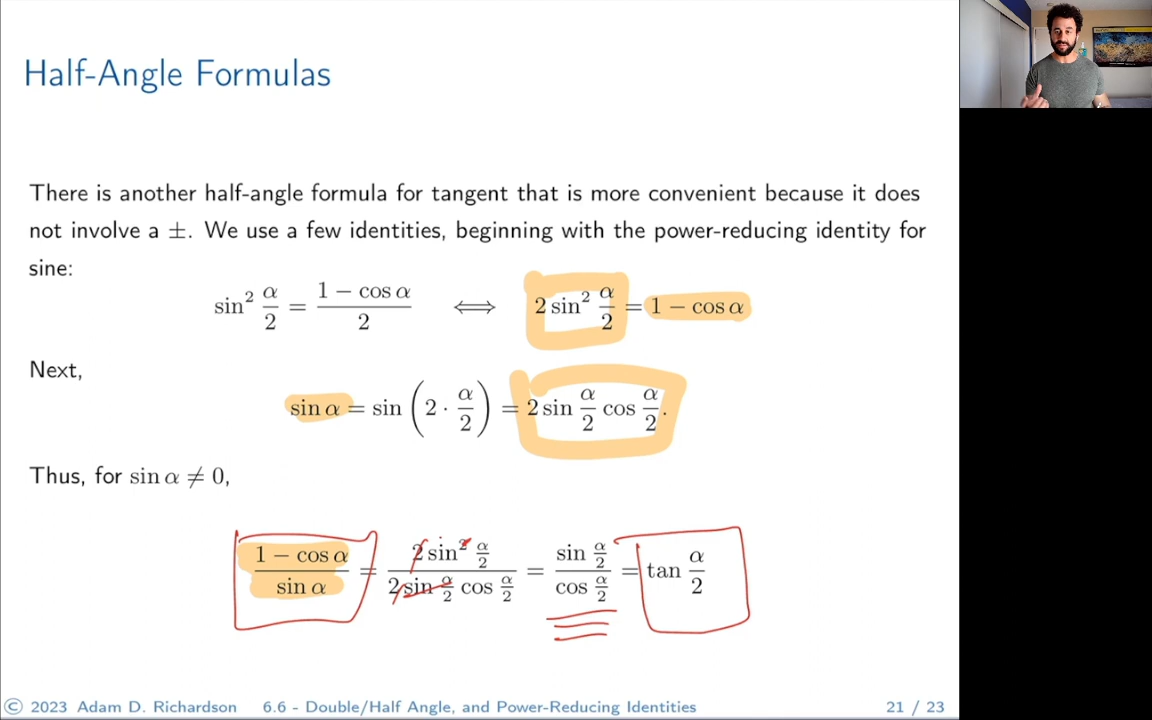 Half-Angle Formulas
There is another half-angle formula for tangent that is more convenient because it does
not involve a ±. We use a few identities, beginning with the power-reducing identity for
sine:
sin² α/2 = (1 − cos α)/2 ⟺ 2 sin² α/2 = 1 − cos α
Next,
sin α = sin (2 · α/2) = 2 sin α/2 cos α/2.
Thus, for sin α ≠ 0,
(1 − cos α)/(sin α) = (2 sin² α/2)/(2 sin α/2 cos α/2) = (sin α/2)/(cos α/2) = tan α/2
© 2023 Adam D. Richardson 6.6 - Double/Half Angle, and Power-Reducing Identities 21 / 23